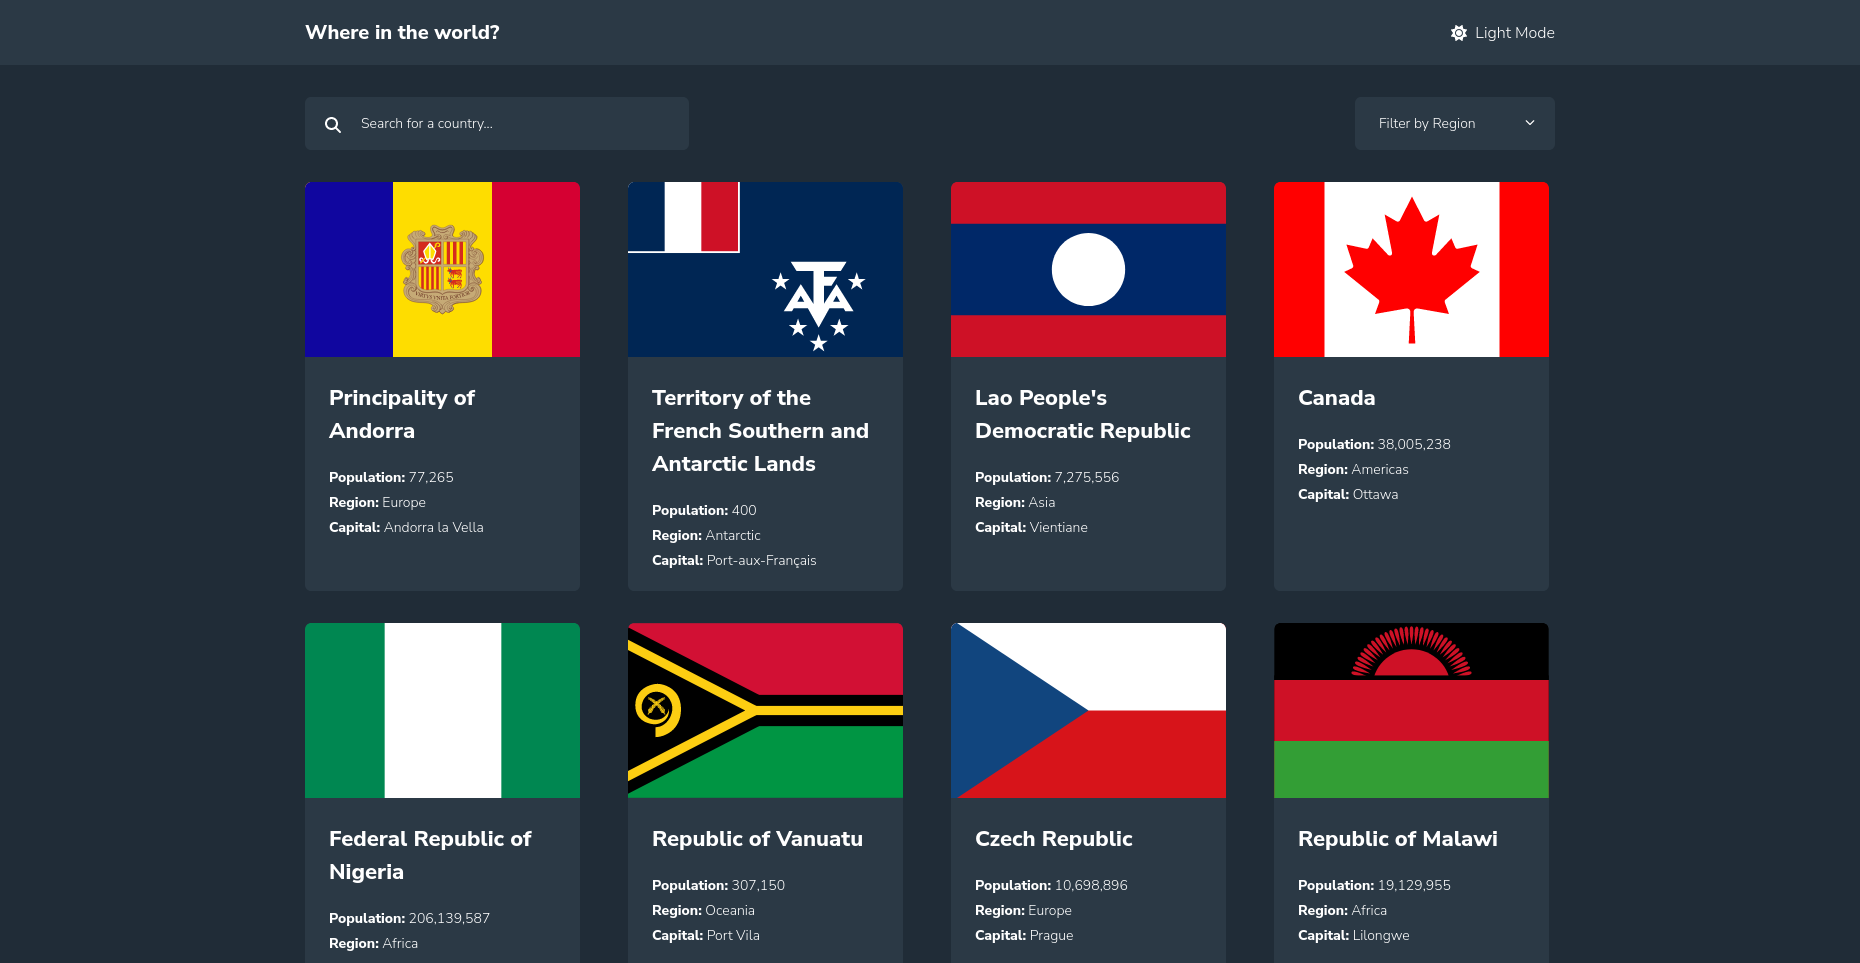 Where in the world?
Light Mode
Search for a country...
Filter by Region
Principality of
Andorra
Population: 77,265
Region: Europe
Capital: Andorra la Vella
Territory of the
French Southern and
Antarctic Lands
Population: 400
Region: Antarctic
Capital: Port-aux-Français
Lao People's
Democratic Republic
Population: 7,275,556
Region: Asia
Capital: Vientiane
Canada
Population: 38,005,238
Region: Americas
Capital: Ottawa
Federal Republic of
Nigeria
Population: 206,139,587
Region: Africa
Republic of Vanuatu
Population: 307,150
Region: Oceania
Capital: Port Vila
Czech Republic
Population: 10,698,896
Region: Europe
Capital: Prague
Republic of Malawi
Population: 19,129,955
Region: Africa
Capital: Lilongwe